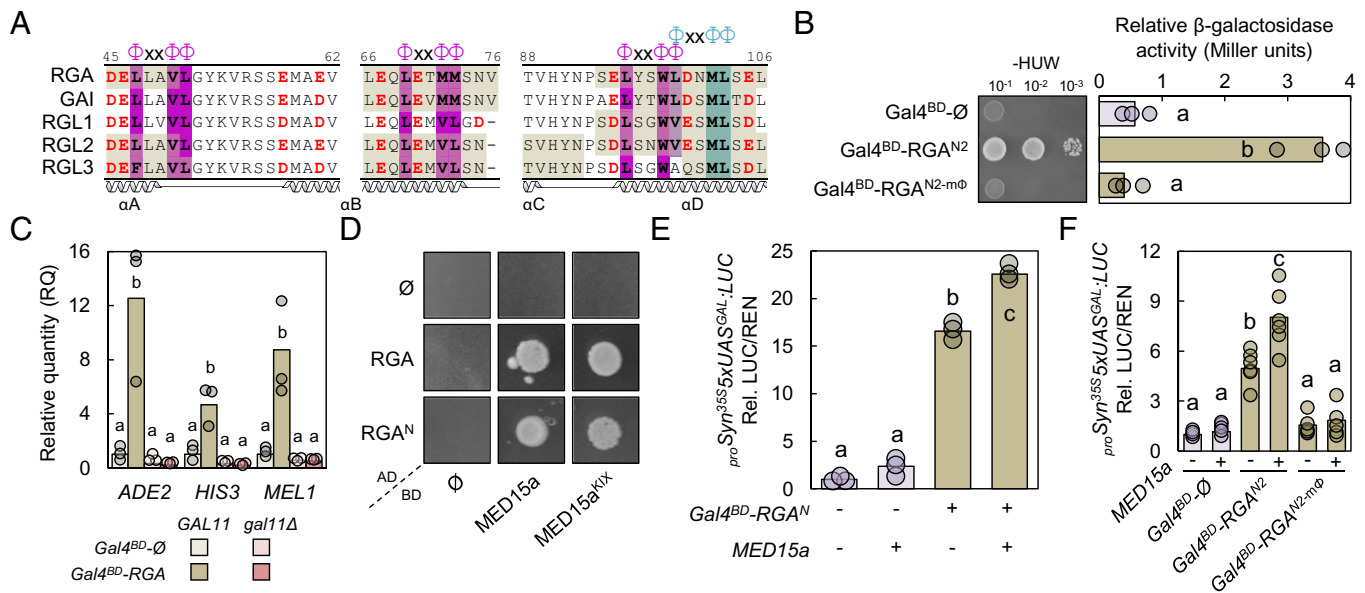 A
ΦxxΦΦ ΦxxΦΦ ΦxxΦΦ ΦxxΦΦ
45 62 66 76 88 106
RGA DELLAVLGYKVRSSEMAEV LEQLETMMSNV TVHYNPSELYSWLDNMLSEL
GAI DELLAVLGYKVRSSEMADV LEQLEVMMSNV TVHYNPAELYTWLDSMLTDL
RGL1 DELLVVLGYKVRSSDMADV LEQLEMVLGD- TVHYNPSDLSGWVESMLSDL
RGL2 DELLAVLGYKVRSSEMAEV LEQLEMVLSN- SVHYNPSDLSNWVESMLSEL
RGL3 DEFLAVLGYKVRSSDMADV LEQLEMVLSN- TVHYNPSDLSGWAQSMLSDL
αA αB αC αD
B
Relative β-galactosidase
activity (Miller units)
-HUW
10-1 10-2 10-3
0 1 2 3 4
Gal4BD-Ø a
Gal4BD-RGAN2 b
Gal4BD-RGAN2-mΦ a
C
Relative quantity (RQ)
16
12
8
4
0
a b a a a b a a a b a a
ADE2 HIS3 MEL1
GAL11 gal11Δ
Gal4BD-Ø
Gal4BD-RGA
D
Ø
RGA
RGAN
AD
BD
Ø MED15a MED15aKIX
E
proSyn35S5xUASGAL:LUC
Rel. LUC/REN
25
20
15
10
5
0
a a b c
Gal4BD-RGAN - - + +
MED15a - + - +
F
proSyn35S5xUASGAL:LUC
Rel. LUC/REN
12
9
6
3
0
a a b c a a
MED15a - + - + - +
Gal4BD-Ø
Gal4BD-RGAN2
Gal4BD-RGAN2-mΦ